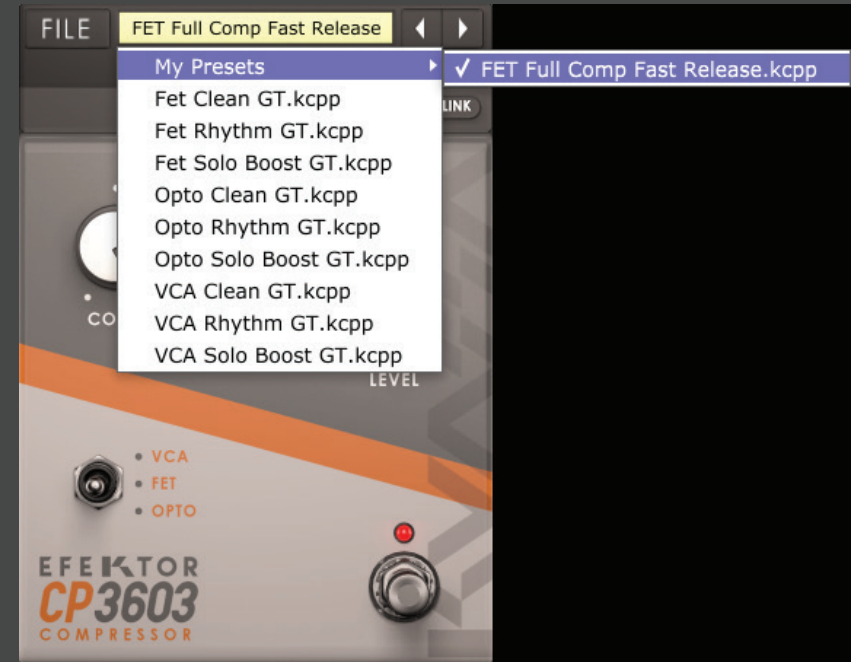 FILE FET Full Comp Fast Release
My Presets ✓ FET Full Comp Fast Release.kcpp
Fet Clean GT.kcpp
LINK
Fet Rhythm GT.kcpp
Fet Solo Boost GT.kcpp
Opto Clean GT.kcpp
Opto Rhythm GT.kcpp
Opto Solo Boost GT.kcpp
VCA Clean GT.kcpp
VCA Rhythm GT.kcpp
CO
VCA Solo Boost GT.kcpp
LEVEL
VCA
FET
OPTO
EFEKTOR
CP3603
COMPRESSOR